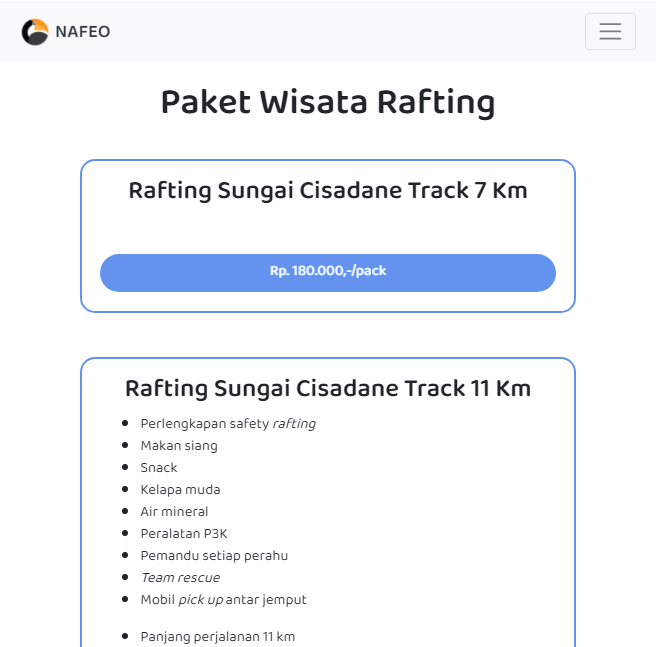 NAFEO
Paket Wisata Rafting
Rafting Sungai Cisadane Track 7 Km
Rp. 180.000,-/pack
Rafting Sungai Cisadane Track 11 Km
Perlengkapan safety rafting
Makan siang
Snack
Kelapa muda
Air mineral
Peralatan P3K
Pemandu setiap perahu
Team rescue
Mobil pick up antar jemput
Panjang perjalanan 11 km